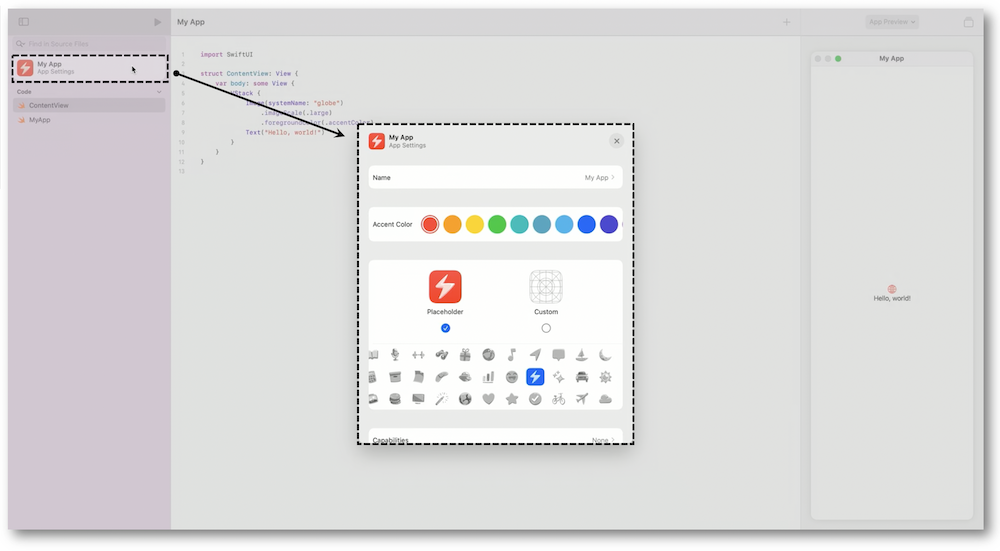 My App
App Preview
Find in Source Files
My App
App Settings
Code
ContentView
MyApp
1 import SwiftUI
2
3 struct ContentView: View {
4 var body: some View {
5 VStack {
6 Image(systemName: "globe")
7 .imageScale(.large)
8 .foregroundColor(.accentColor)
9 Text("Hello, world!")
10 }
11 }
12 }
13
My App
App Settings
Name My App
Accent Color
Placeholder Custom
Capabilities None
My App
Hello, world!